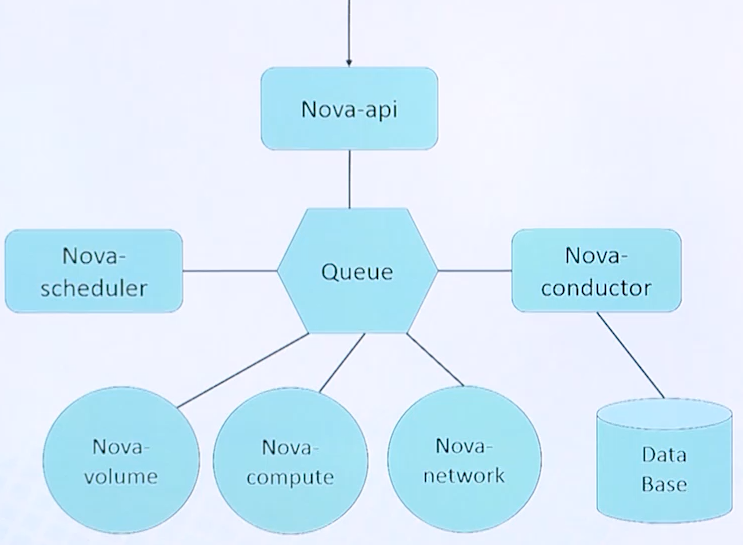 Nova-api
Nova-
scheduler
Queue
Nova-
conductor
Nova-
volume
Nova-
compute
Nova-
network
Data
Base